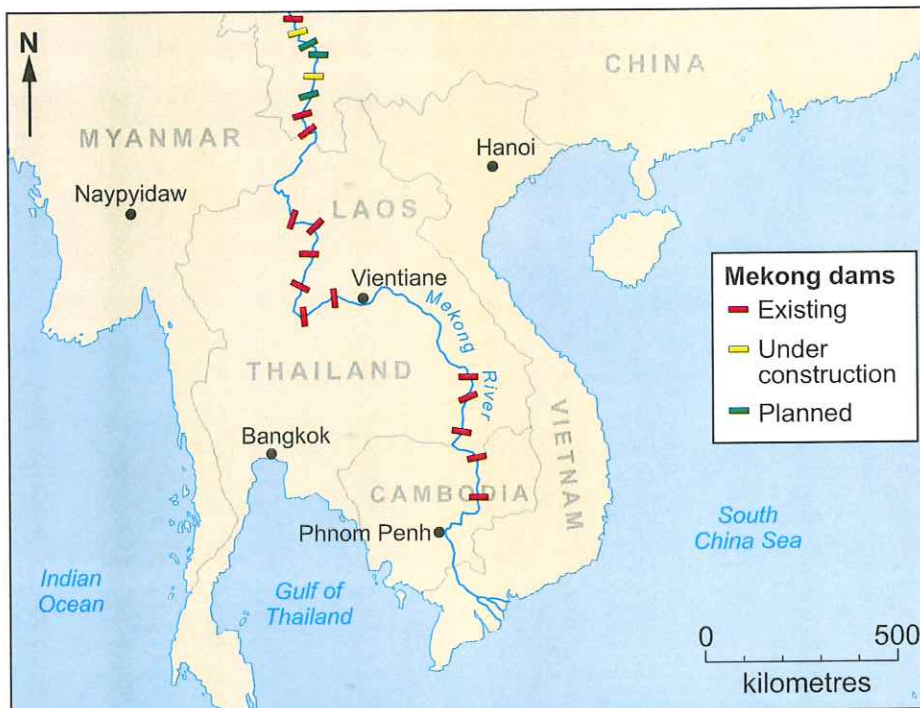 N
CHINA
MYANMAR
Hanoi
Naypyidaw
LAOS
Vientiane
Mekong
River
THAILAND
Bangkok
VIETNAM
CAMBODIA
Phnom Penh
South
China Sea
Indian
Ocean
Gulf of
Thailand
Mekong dams
Existing
Under
construction
Planned
0 500
kilometres